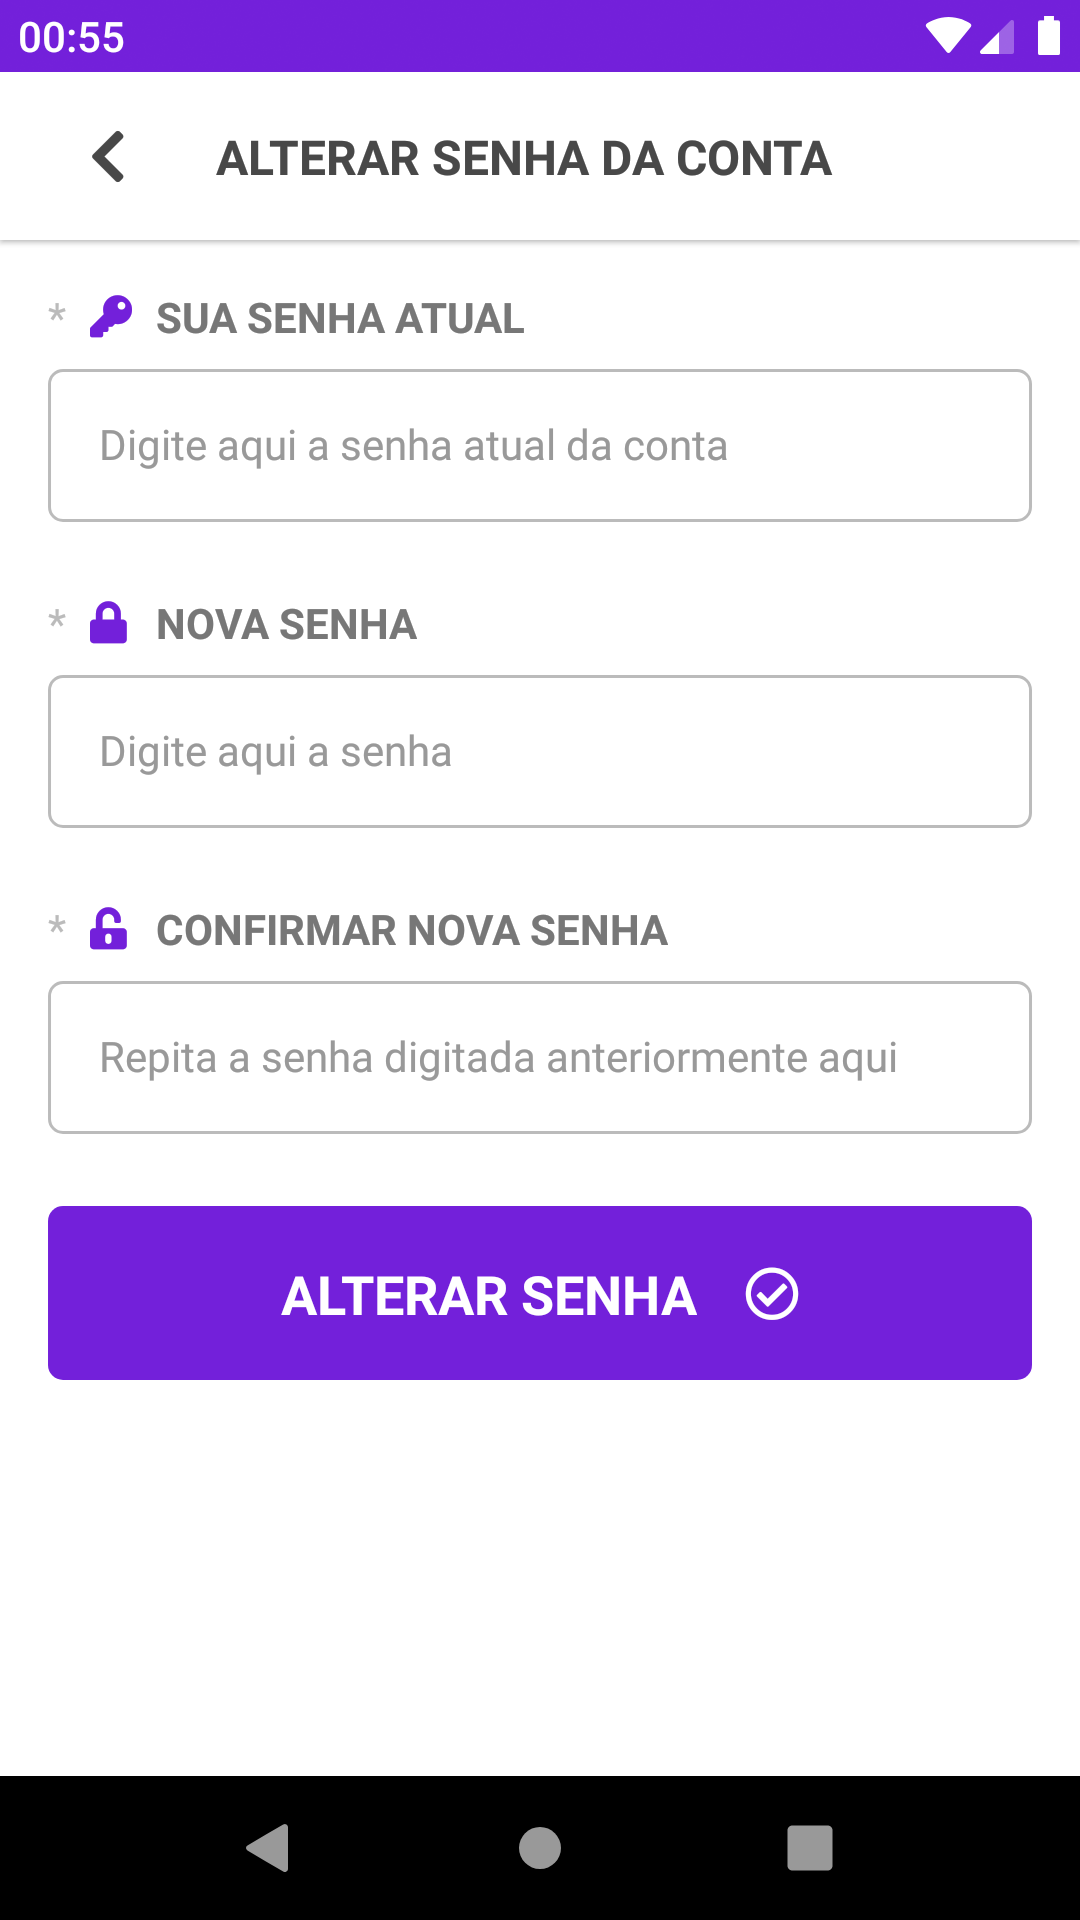 00:55
ALTERAR SENHA DA CONTA
* SUA SENHA ATUAL
Digite aqui a senha atual da conta
* NOVA SENHA
Digite aqui a senha
* CONFIRMAR NOVA SENHA
Repita a senha digitada anteriormente aqui
ALTERAR SENHA